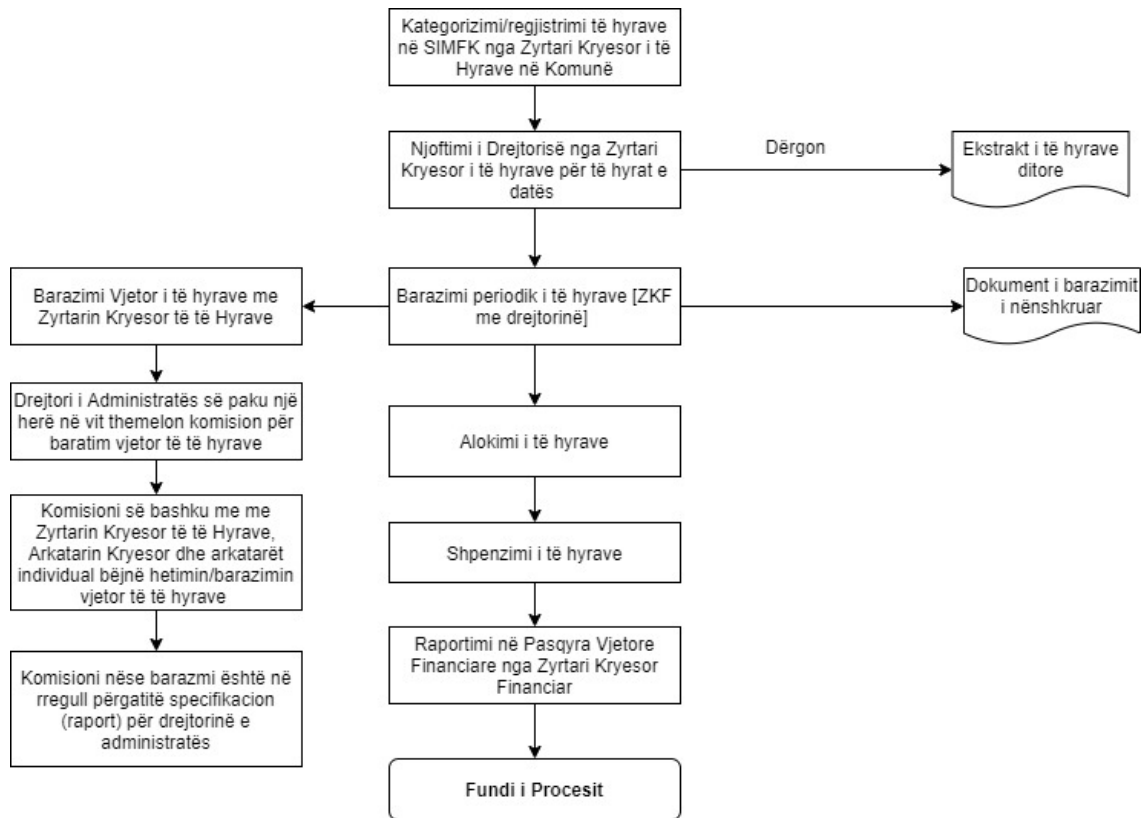 Kategorizimi/regjistrimi të hyrave
në SIMFK nga Zyrtari Kryesor i të
Hyrave në Komunë
Njoftimi i Drejtorisë nga Zyrtari
Kryesor i të hyrave për të hyrat e
datës
Dërgon
Ekstrakt i të hyrave
ditore
Barazimi Vjetor i të hyrave me
Zyrtarin Kryesor të të Hyrave
Barazimi periodik i të hyrave [ZKF
me drejtorinë]
Dokument i barazimit
i nënshkruar
Drejtori i Administratës së paku një
herë në vit themelon komision për
baratim vjetor të të hyrave
Alokimi i të hyrave
Komisioni së bashku me me
Zyrtarin Kryesor të të Hyrave,
Arkatarin Kryesor dhe arkatarët
individual bëjnë hetimin/barazimin
vjetor të të hyrave
Shpenzimi i të hyrave
Raportimi në Pasqyra Vjetore
Financiare nga Zyrtari Kryesor
Financiar
Komisioni nëse barazmi është në
rregull përgatitë specifikacion
(raport) për drejtorinë e
administratës
Fundi i Procesit